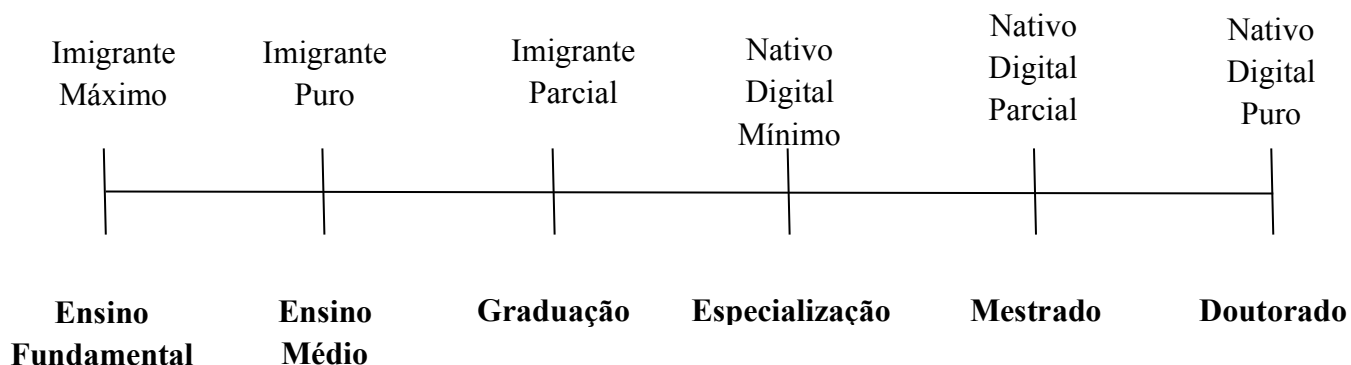 Imigrante
Máximo
Imigrante
Puro
Imigrante
Parcial
Nativo
Digital
Mínimo
Nativo
Digital
Parcial
Nativo
Digital
Puro
Ensino
Fundamental
Ensino
Médio
Graduação
Especialização
Mestrado
Doutorado